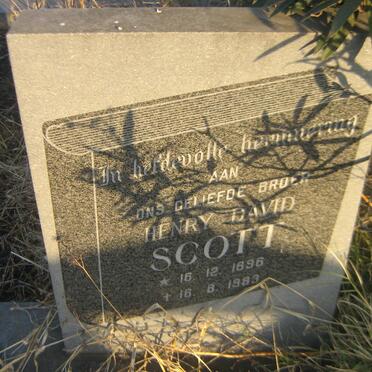 In liefdevolle herinnering
AAN
ONS GELIEFDE BROER
HENRY DAVID
SCOTT
* 16. 12. 1896
† 16. 8. 1983